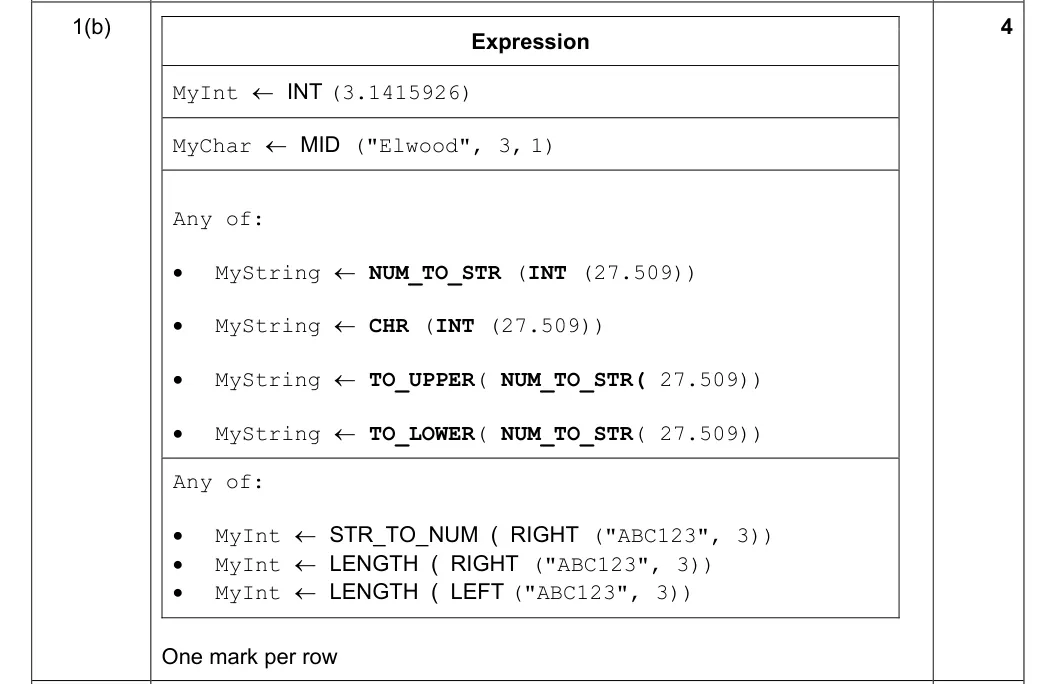 1(b)
4
Expression
MyInt ← INT (3.1415926)
MyChar ← MID ("Elwood", 3, 1)
Any of:
• MyString ← NUM_TO_STR (INT (27.509))
• MyString ← CHR (INT (27.509))
• MyString ← TO_UPPER( NUM_TO_STR( 27.509))
• MyString ← TO_LOWER( NUM_TO_STR( 27.509))
Any of:
• MyInt ← STR_TO_NUM ( RIGHT ("ABC123", 3))
• MyInt ← LENGTH ( RIGHT ("ABC123", 3))
• MyInt ← LENGTH ( LEFT ("ABC123", 3))
One mark per row